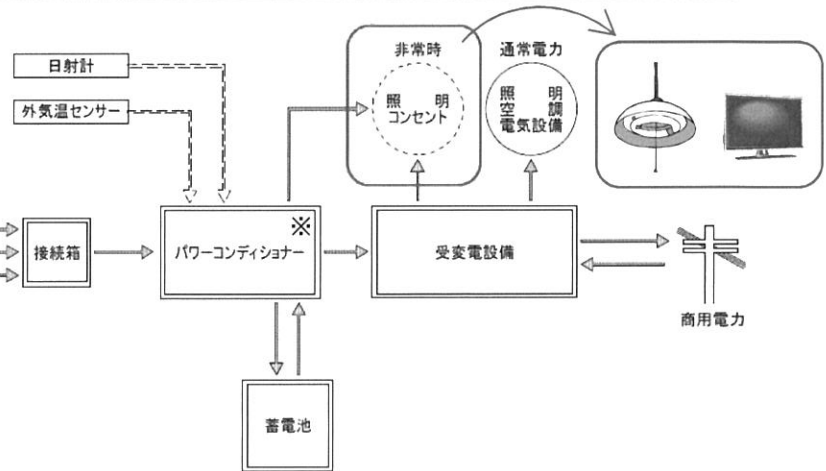 日射計
外気温センサー
非常時
照　明
コンセント
通常電力
照　明
空　調
電気設備
接続箱
パワーコンディショナー
※
受変電設備
商用電力
蓄電池